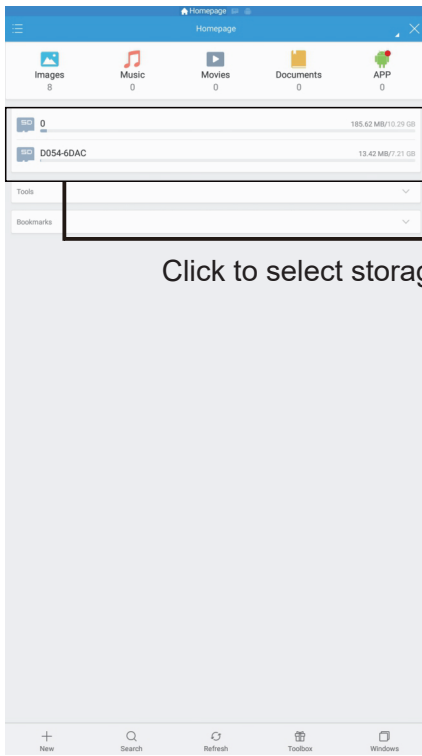 Homepage
Homepage
Images Music Movies Documents APP
8 0 0 0 0
SD 0 185.62 MB/10.29 GB
SD D054-6DAC 13.42 MB/7.21 GB
Tools
Bookmarks
Click to select storag
New Search Refresh Toolbox Windows